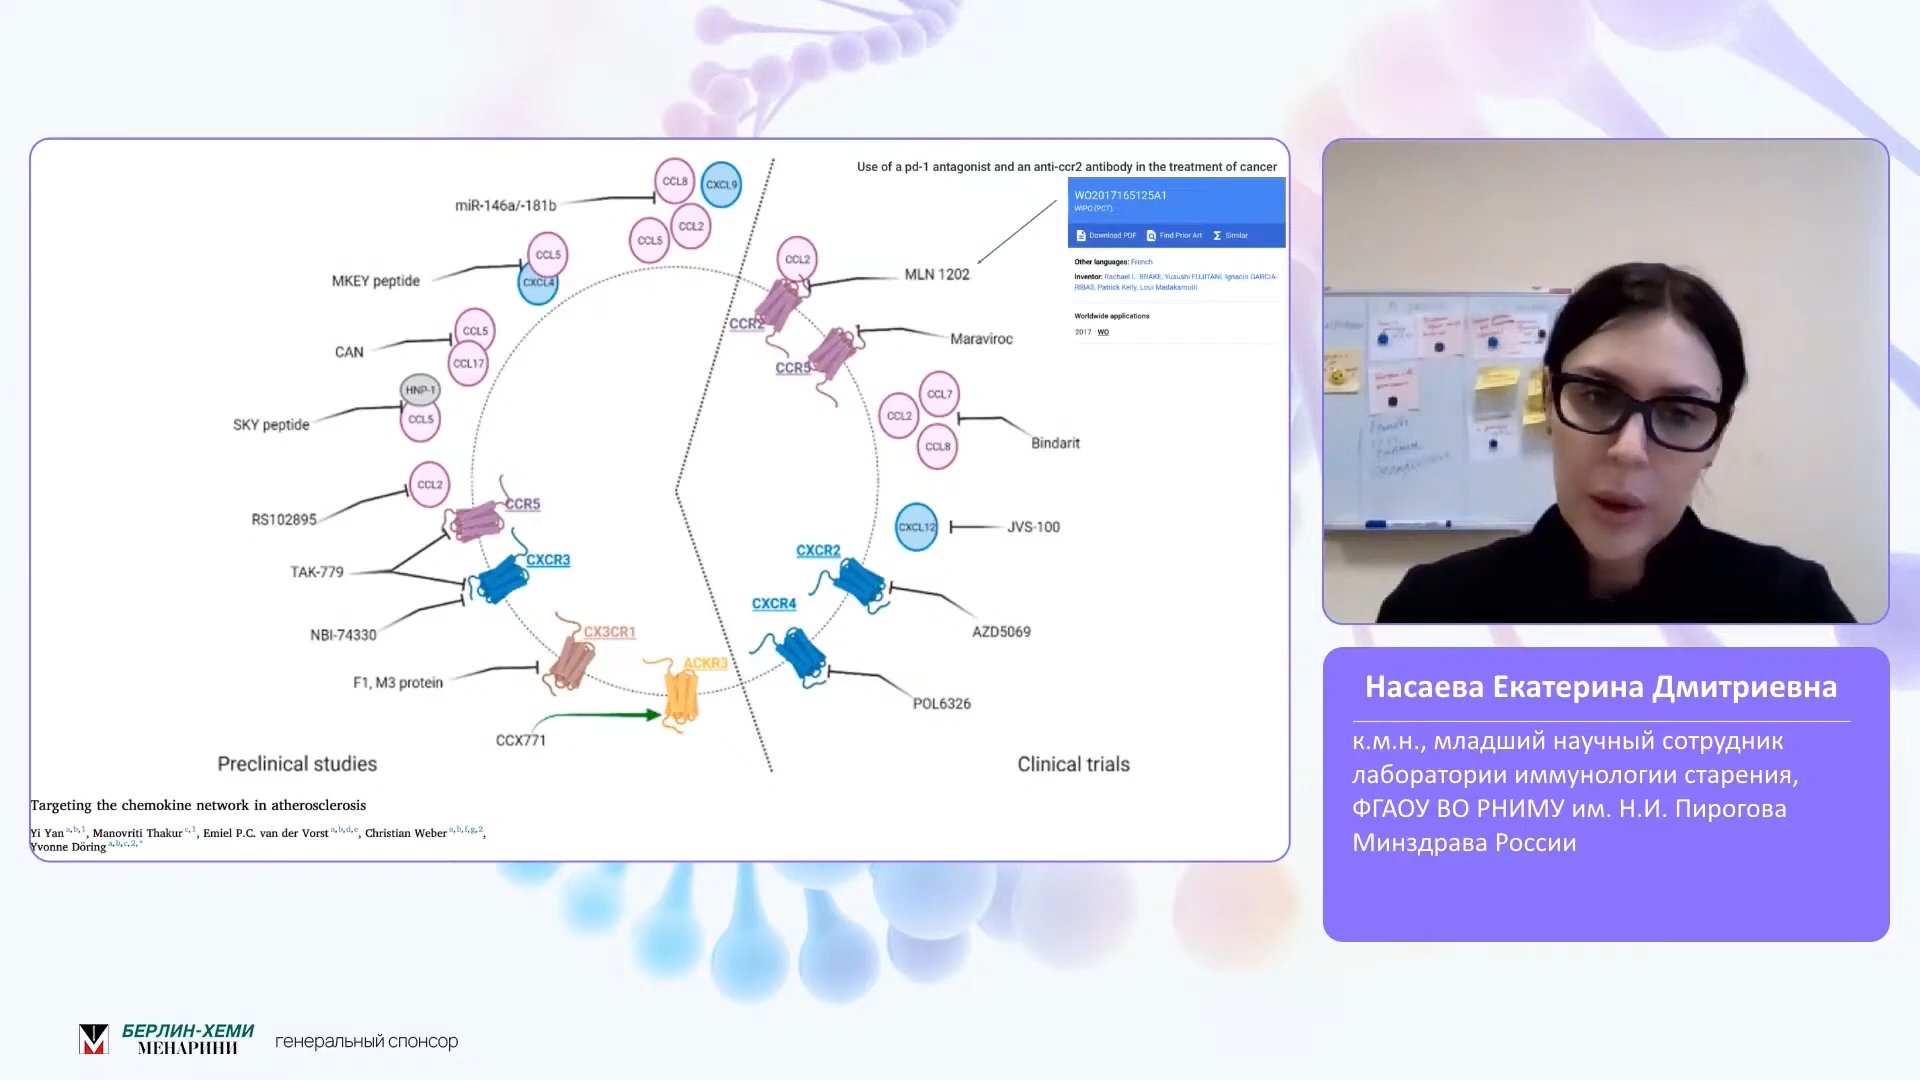 Use of a pd-1 antagonist and an anti-ccr2 antibody in the treatment of cancer
WO2017165125A1
WIPO (PCT)
Download PDF Find Prior Art Similar
Other languages: French
Inventor: Rachael L. BRAKE, Yusushi FUJITANI, Ignacio GARCIA-
RIBAS, Patrick Kelly, Loui Madakamutil
Worldwide applications
2017 · WO
miR-146a/-181b
CCL8
CXCL9
CCL5
CCL2
MKEY peptide
CCL5
CXCL4
CAN
CCL5
CCL17
SKY peptide
HNP-1
CCL5
RS102895
CCL2
TAK-779
CCR5
CXCR3
NBI-74330
F1, M3 protein
CX3CR1
CCX771
ACKR3
Preclinical studies
CCL2
MLN 1202
CCR2
Maraviroc
CCR5
CCL7
CCL2
CCL8
Bindarit
CXCL12
JVS-100
CXCR2
AZD5069
CXCR4
POL6326
Clinical trials
Targeting the chemokine network in atherosclerosis
Yi Yan a,b,1, Manovriti Thakur c,1, Emiel P.C. van der Vorst a,b,d,e, Christian Weber a,b,f,g,2,
Yvonne Döring a,b,c,2,*
Насаева Екатерина Дмитриевна
к.м.н., младший научный сотрудник
лаборатории иммунологии старения,
ФГАОУ ВО РНИМУ им. Н.И. Пирогова
Минздрава России
БЕРЛИН-ХЕМИ
МЕНАРИНИ
генеральный спонсор